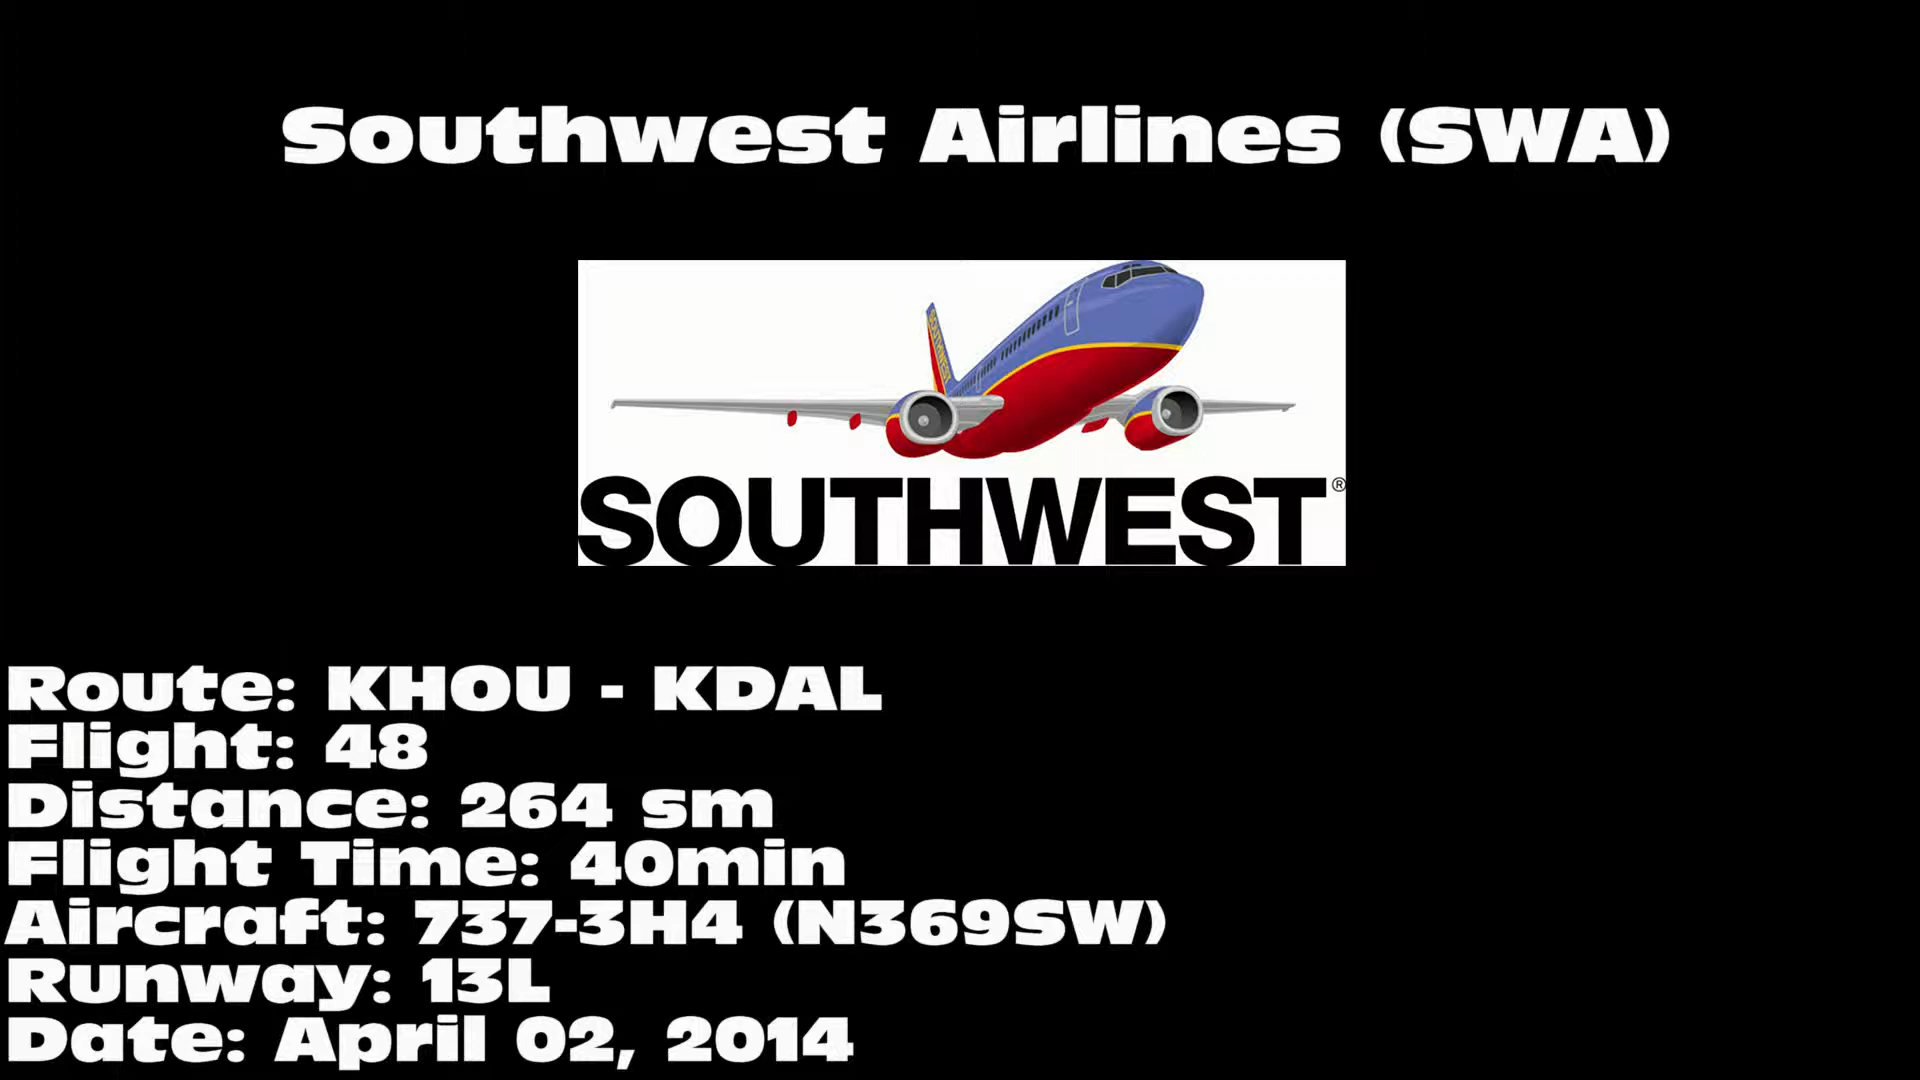 Southwest Airlines (SWA)
SOUTHWEST
SOUTHWEST®
Route: KHOU - KDAL
Flight: 48
Distance: 264 sm
Flight Time: 40min
Aircraft: 737-3H4 (N369SW)
Runway: 13L
Date: April 02, 2014